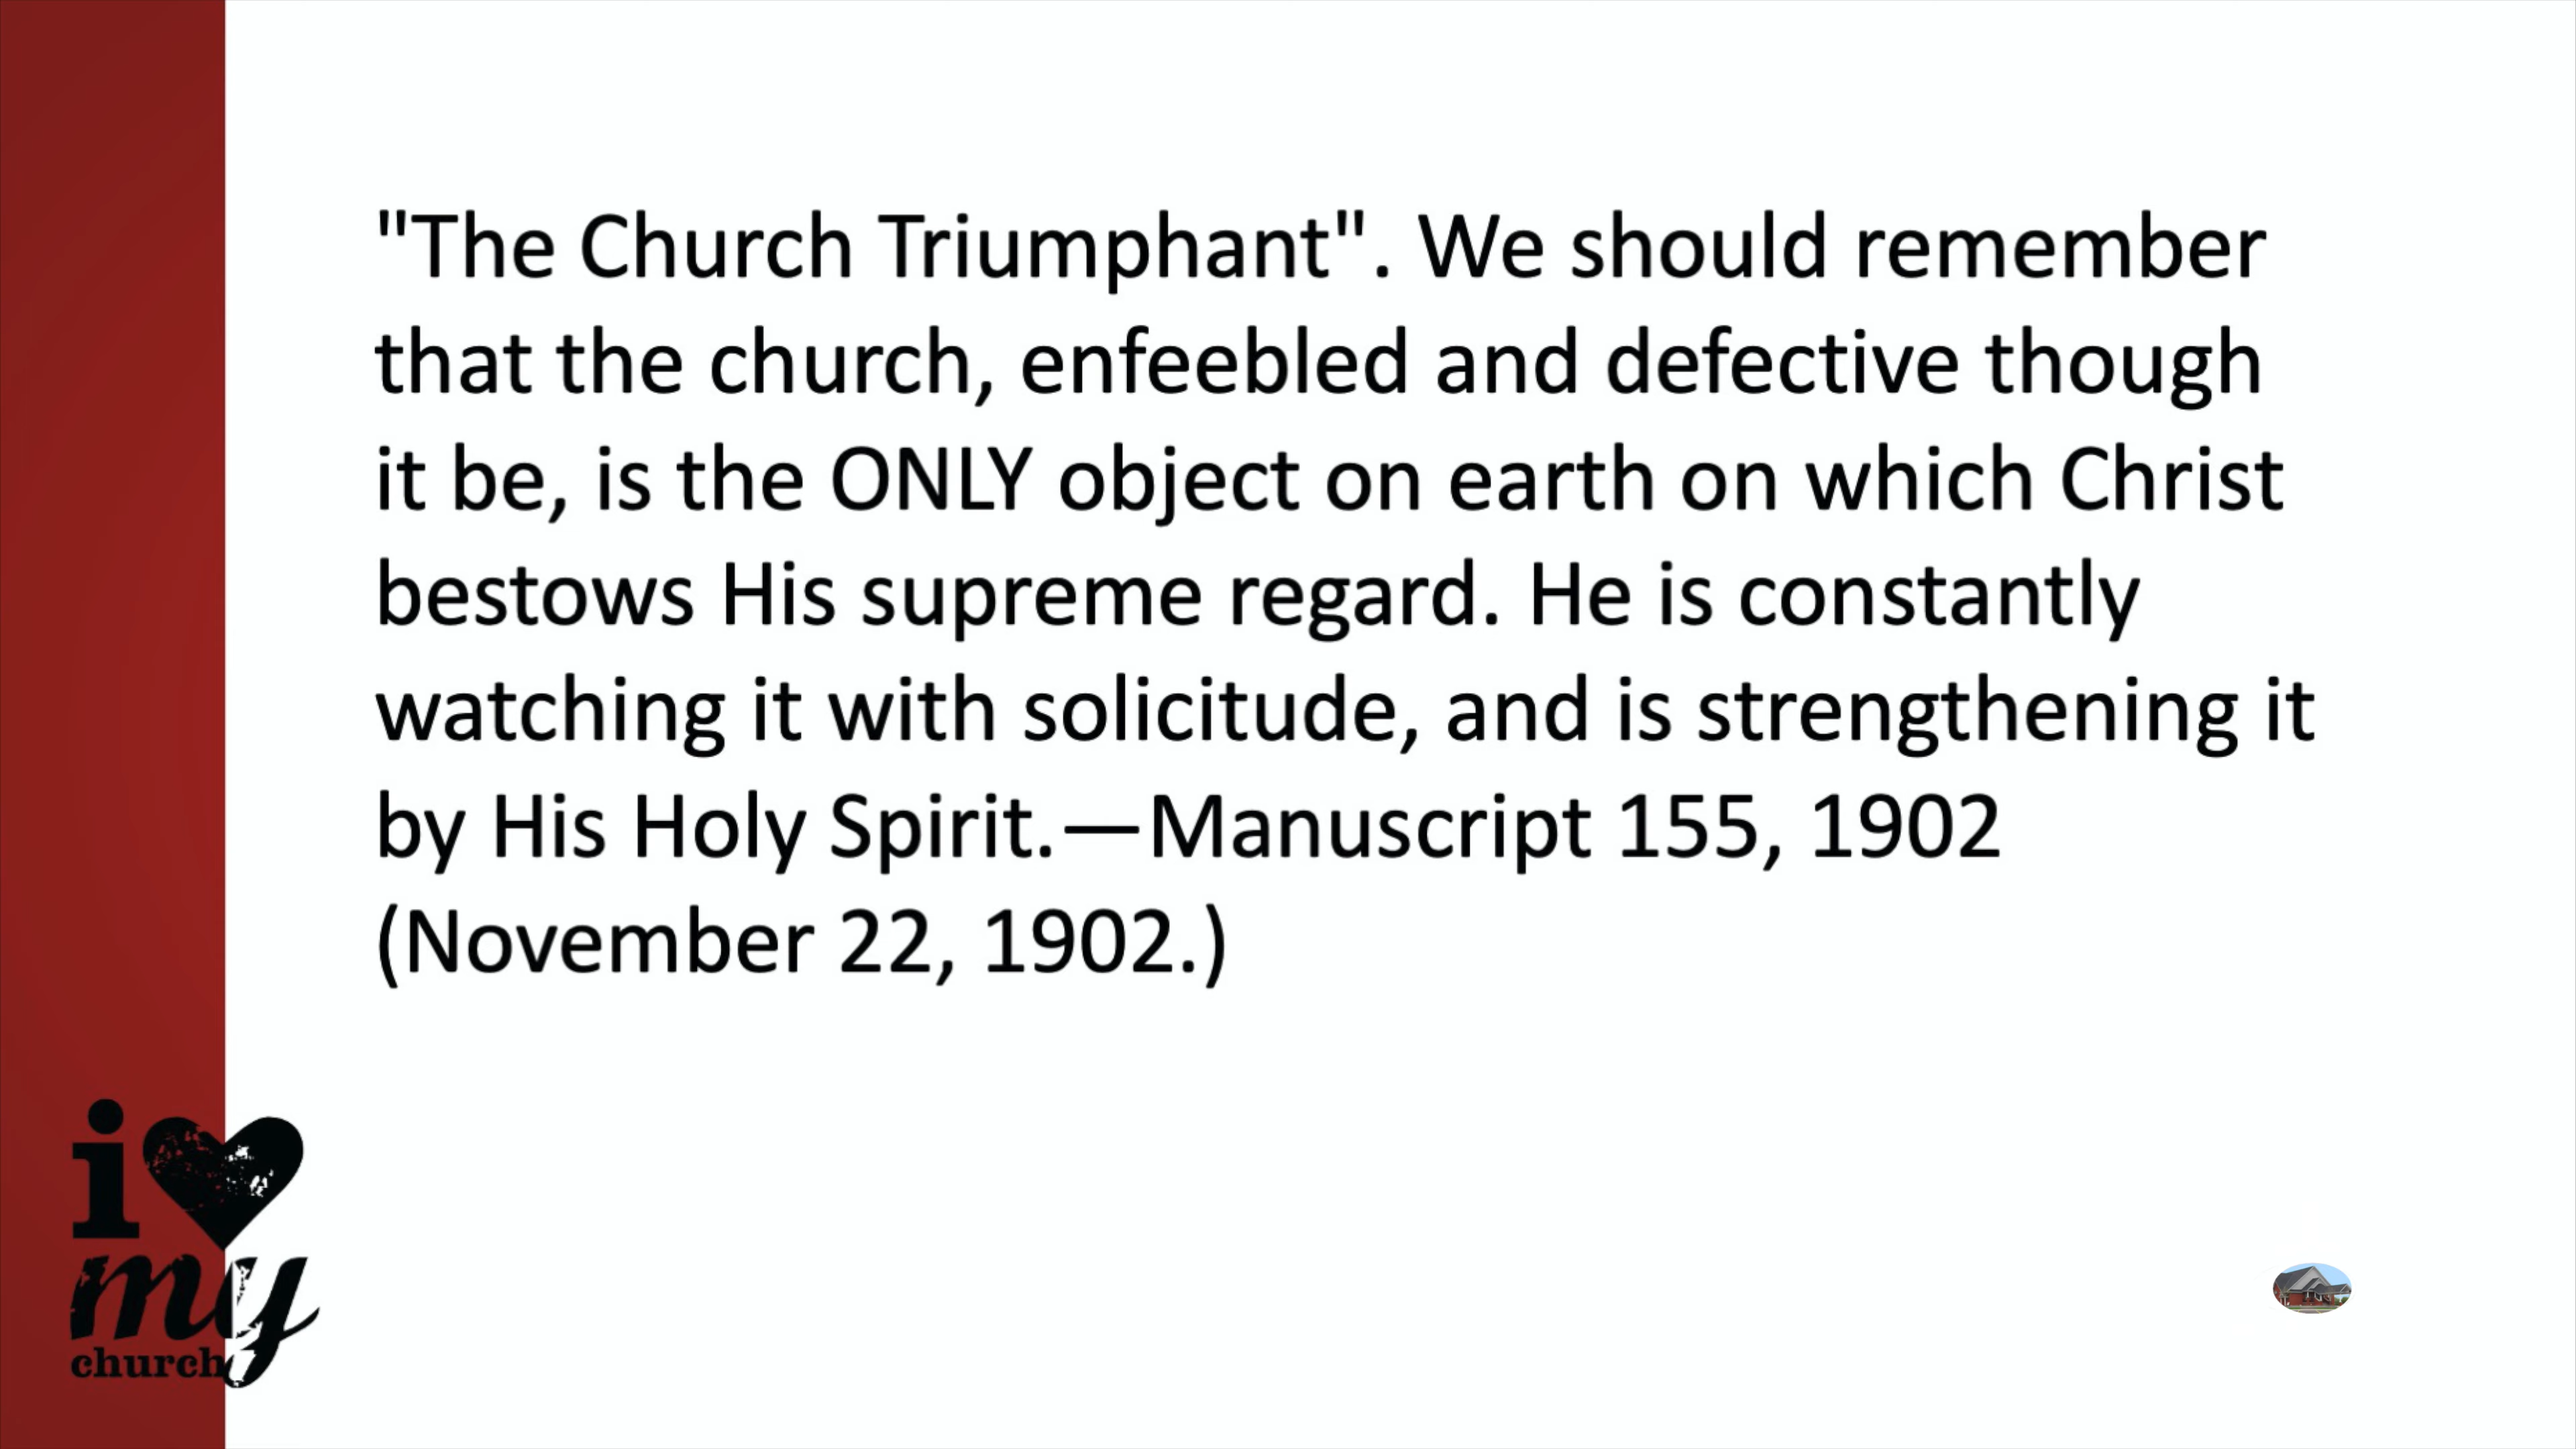 "The Church Triumphant". We should remember
that the church, enfeebled and defective though
it be, is the ONLY object on earth on which Christ
bestows His supreme regard. He is constantly
watching it with solicitude, and is strengthening it
by His Holy Spirit.—Manuscript 155, 1902
(November 22, 1902.)
i
my
church